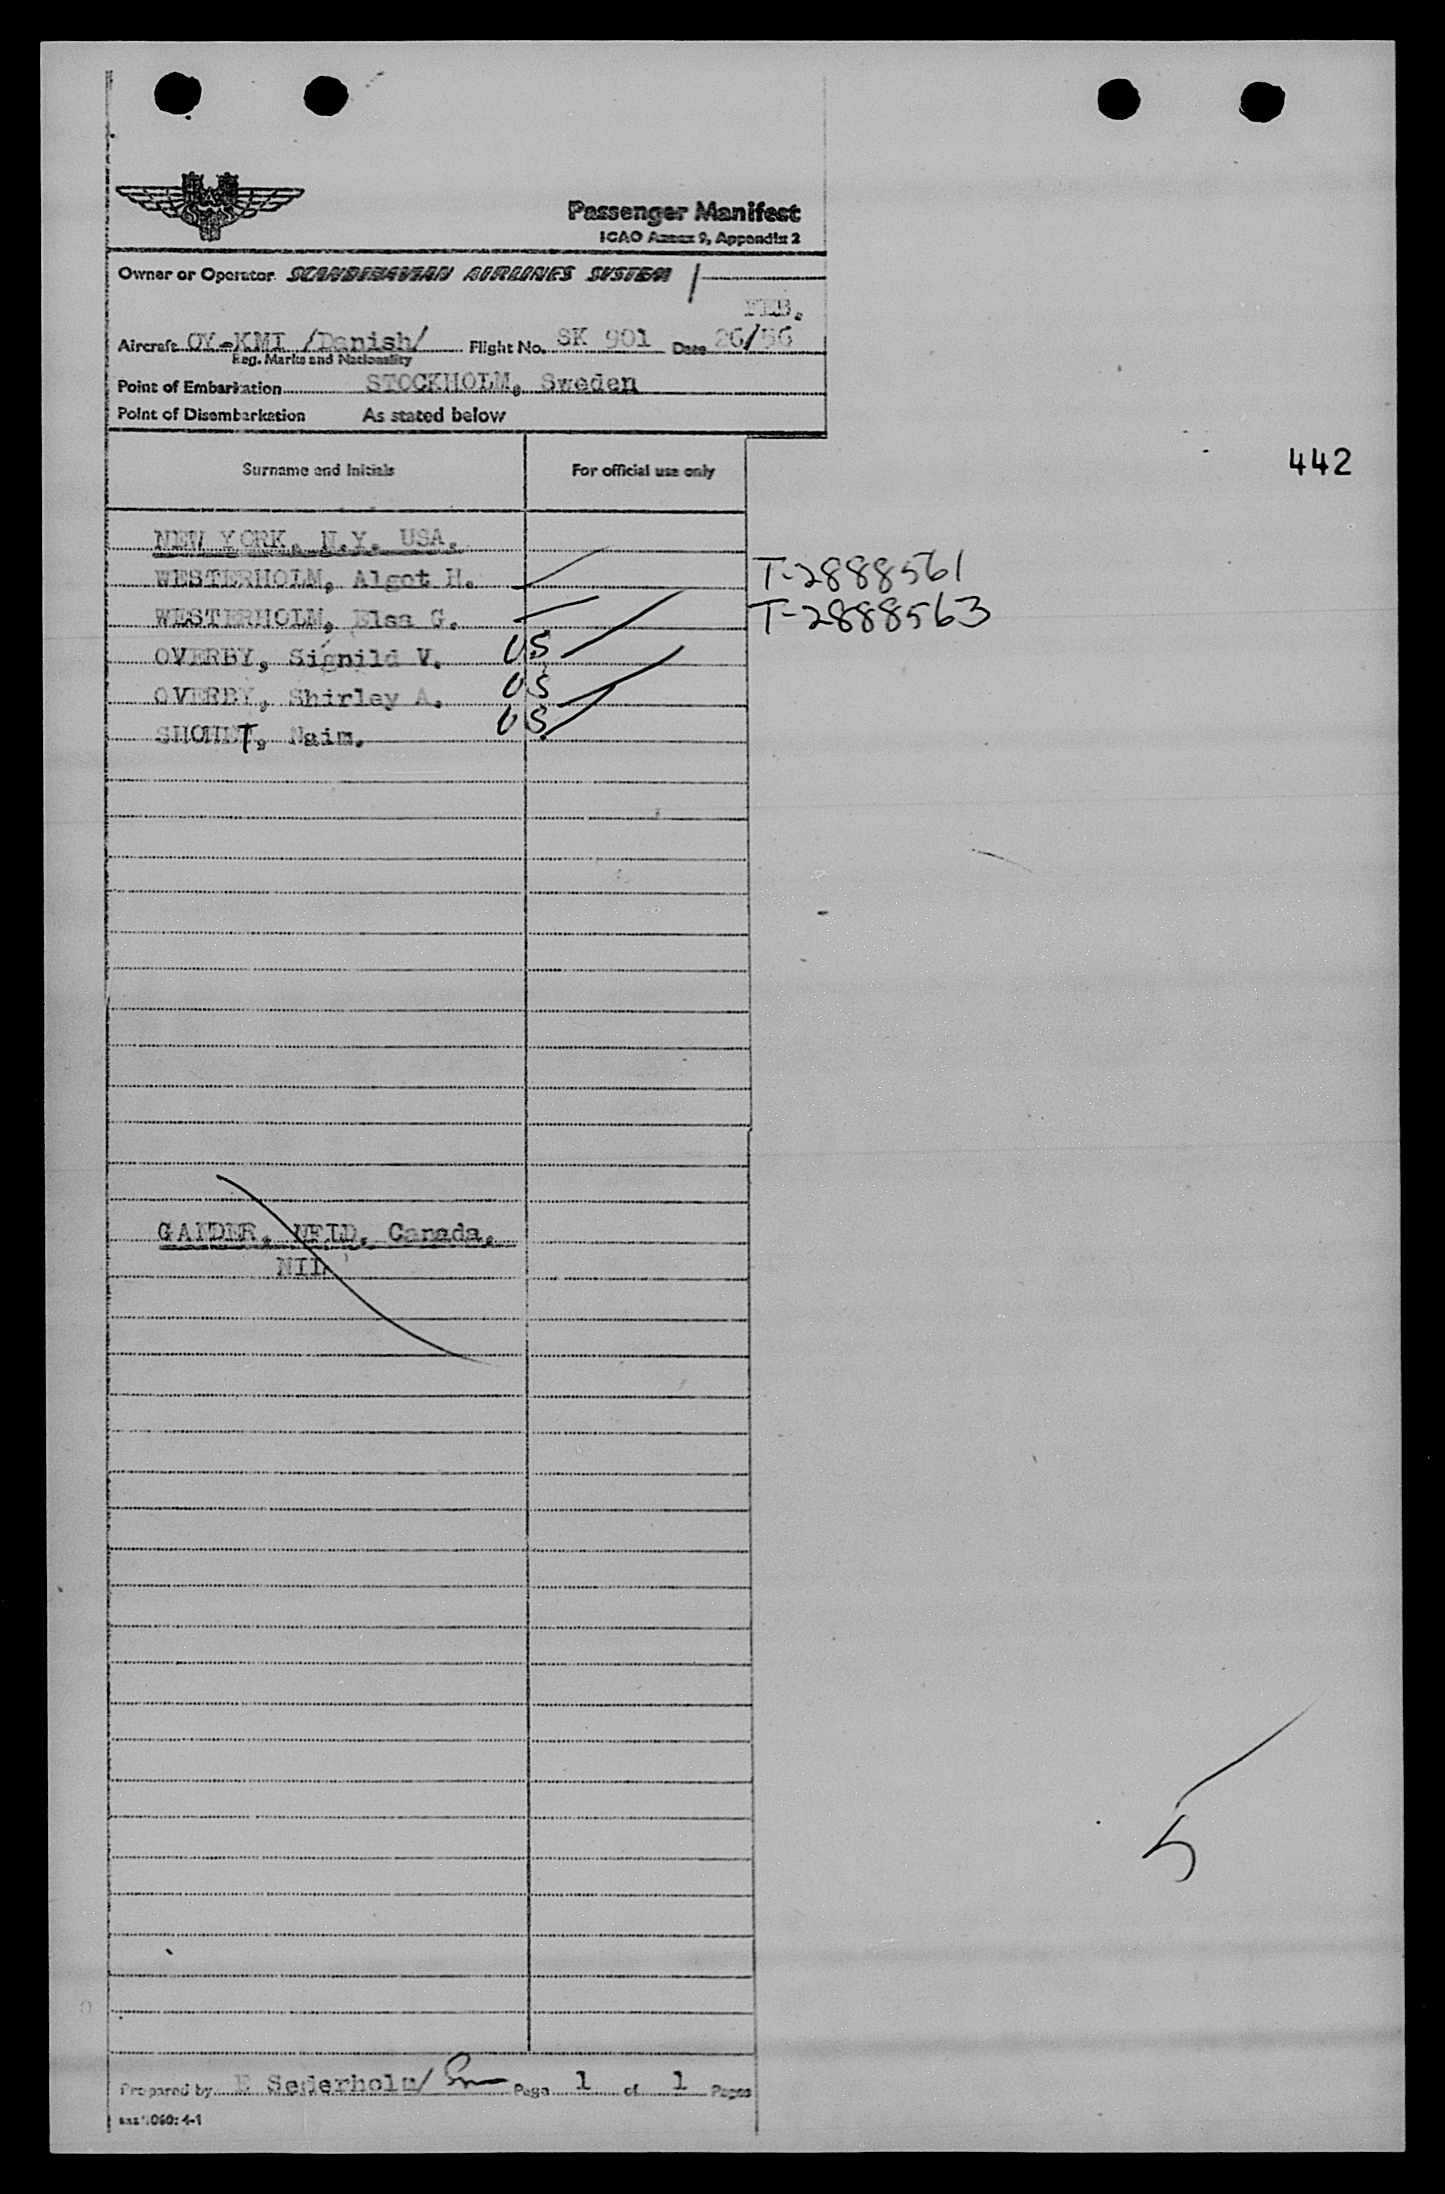 Passenger Manifest
ICAO Annex 9, Appendix 2
Owner or Operator SCANDINAVIAN AIRLINES SYSTEM
FEB.
Aircraft OY-KMI /Danish/ Flight No. SK 901 Date 26/56
Reg. Marks and Nationality
Point of Embarkation STOCKHOLM, Sweden
Point of Disembarkation As stated below
442
Surname and Initials For official use only
NEW YORK, N.Y. USA.
WESTERHOLM, Algot H. T-2888561
WESTERHOLM, Elsa G. T-2888563
OVERBY, Signild V. US
OVERBY, Shirley A. US
SHOHET, Naim. US
GANDER, NFLD, Canada.
NIL
5
Prepared by E Sederholm/ Page 1 of 1 Pages